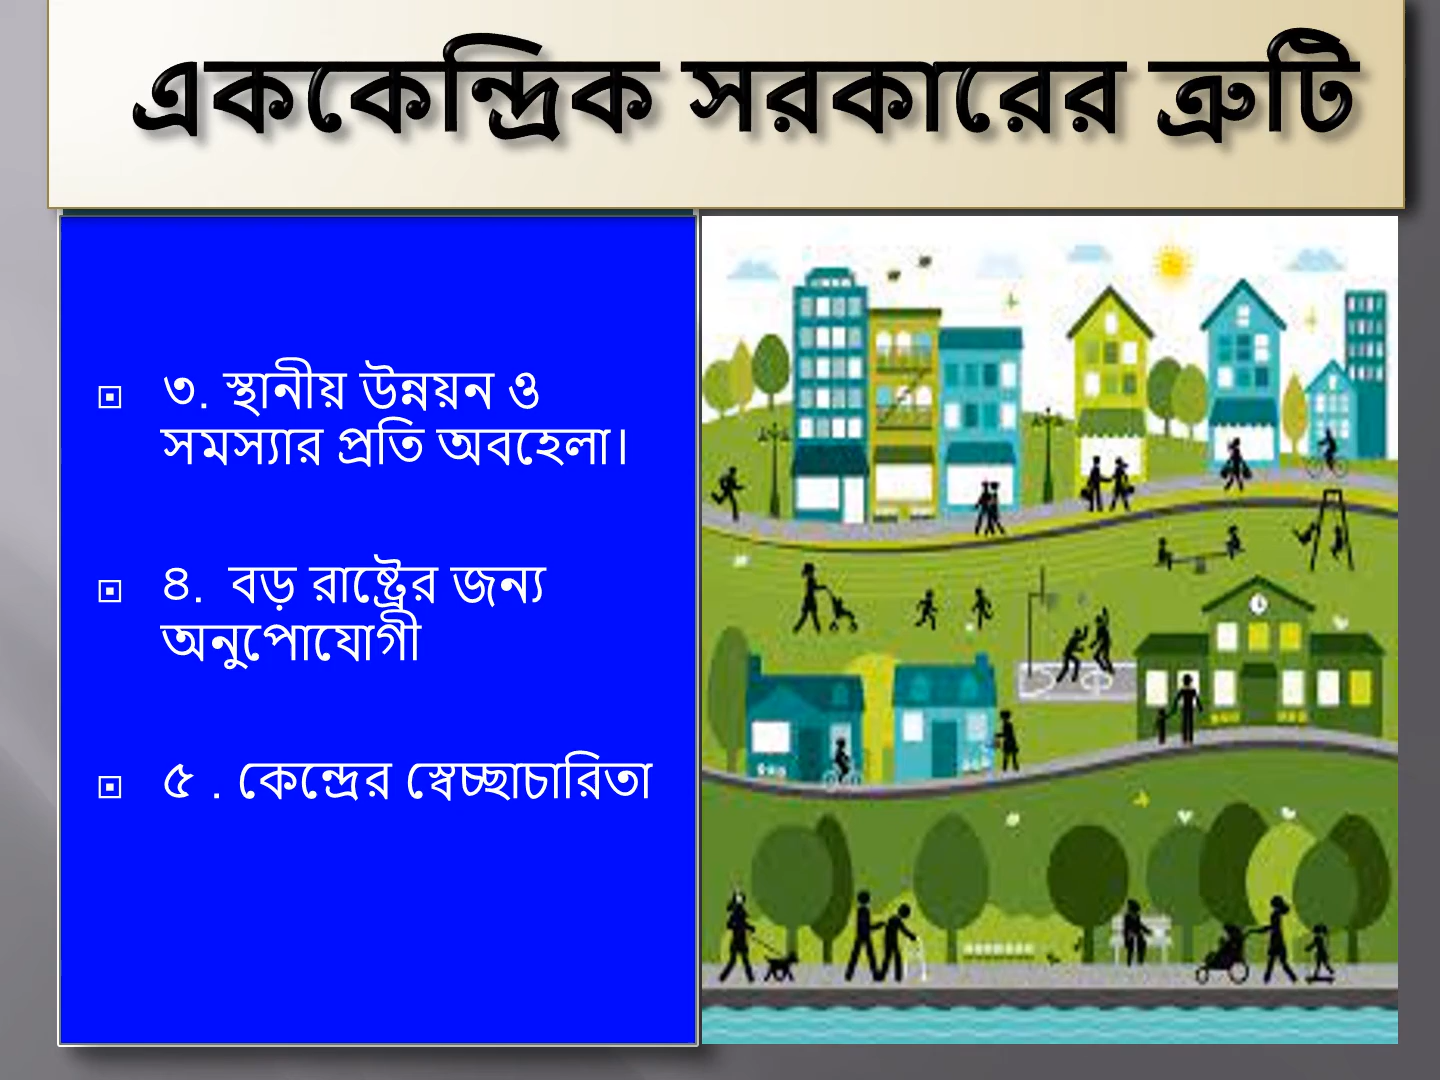 এককেন্দ্রিক সরকারের ত্রুটি
৩. স্থানীয় উন্নয়ন ও
সমস্যার প্রতি অবহেলা।
৪. বড় রাষ্ট্রের জন্য
অনুপোযোগী
৫ . কেন্দ্রের স্বেচ্ছাচারিতা